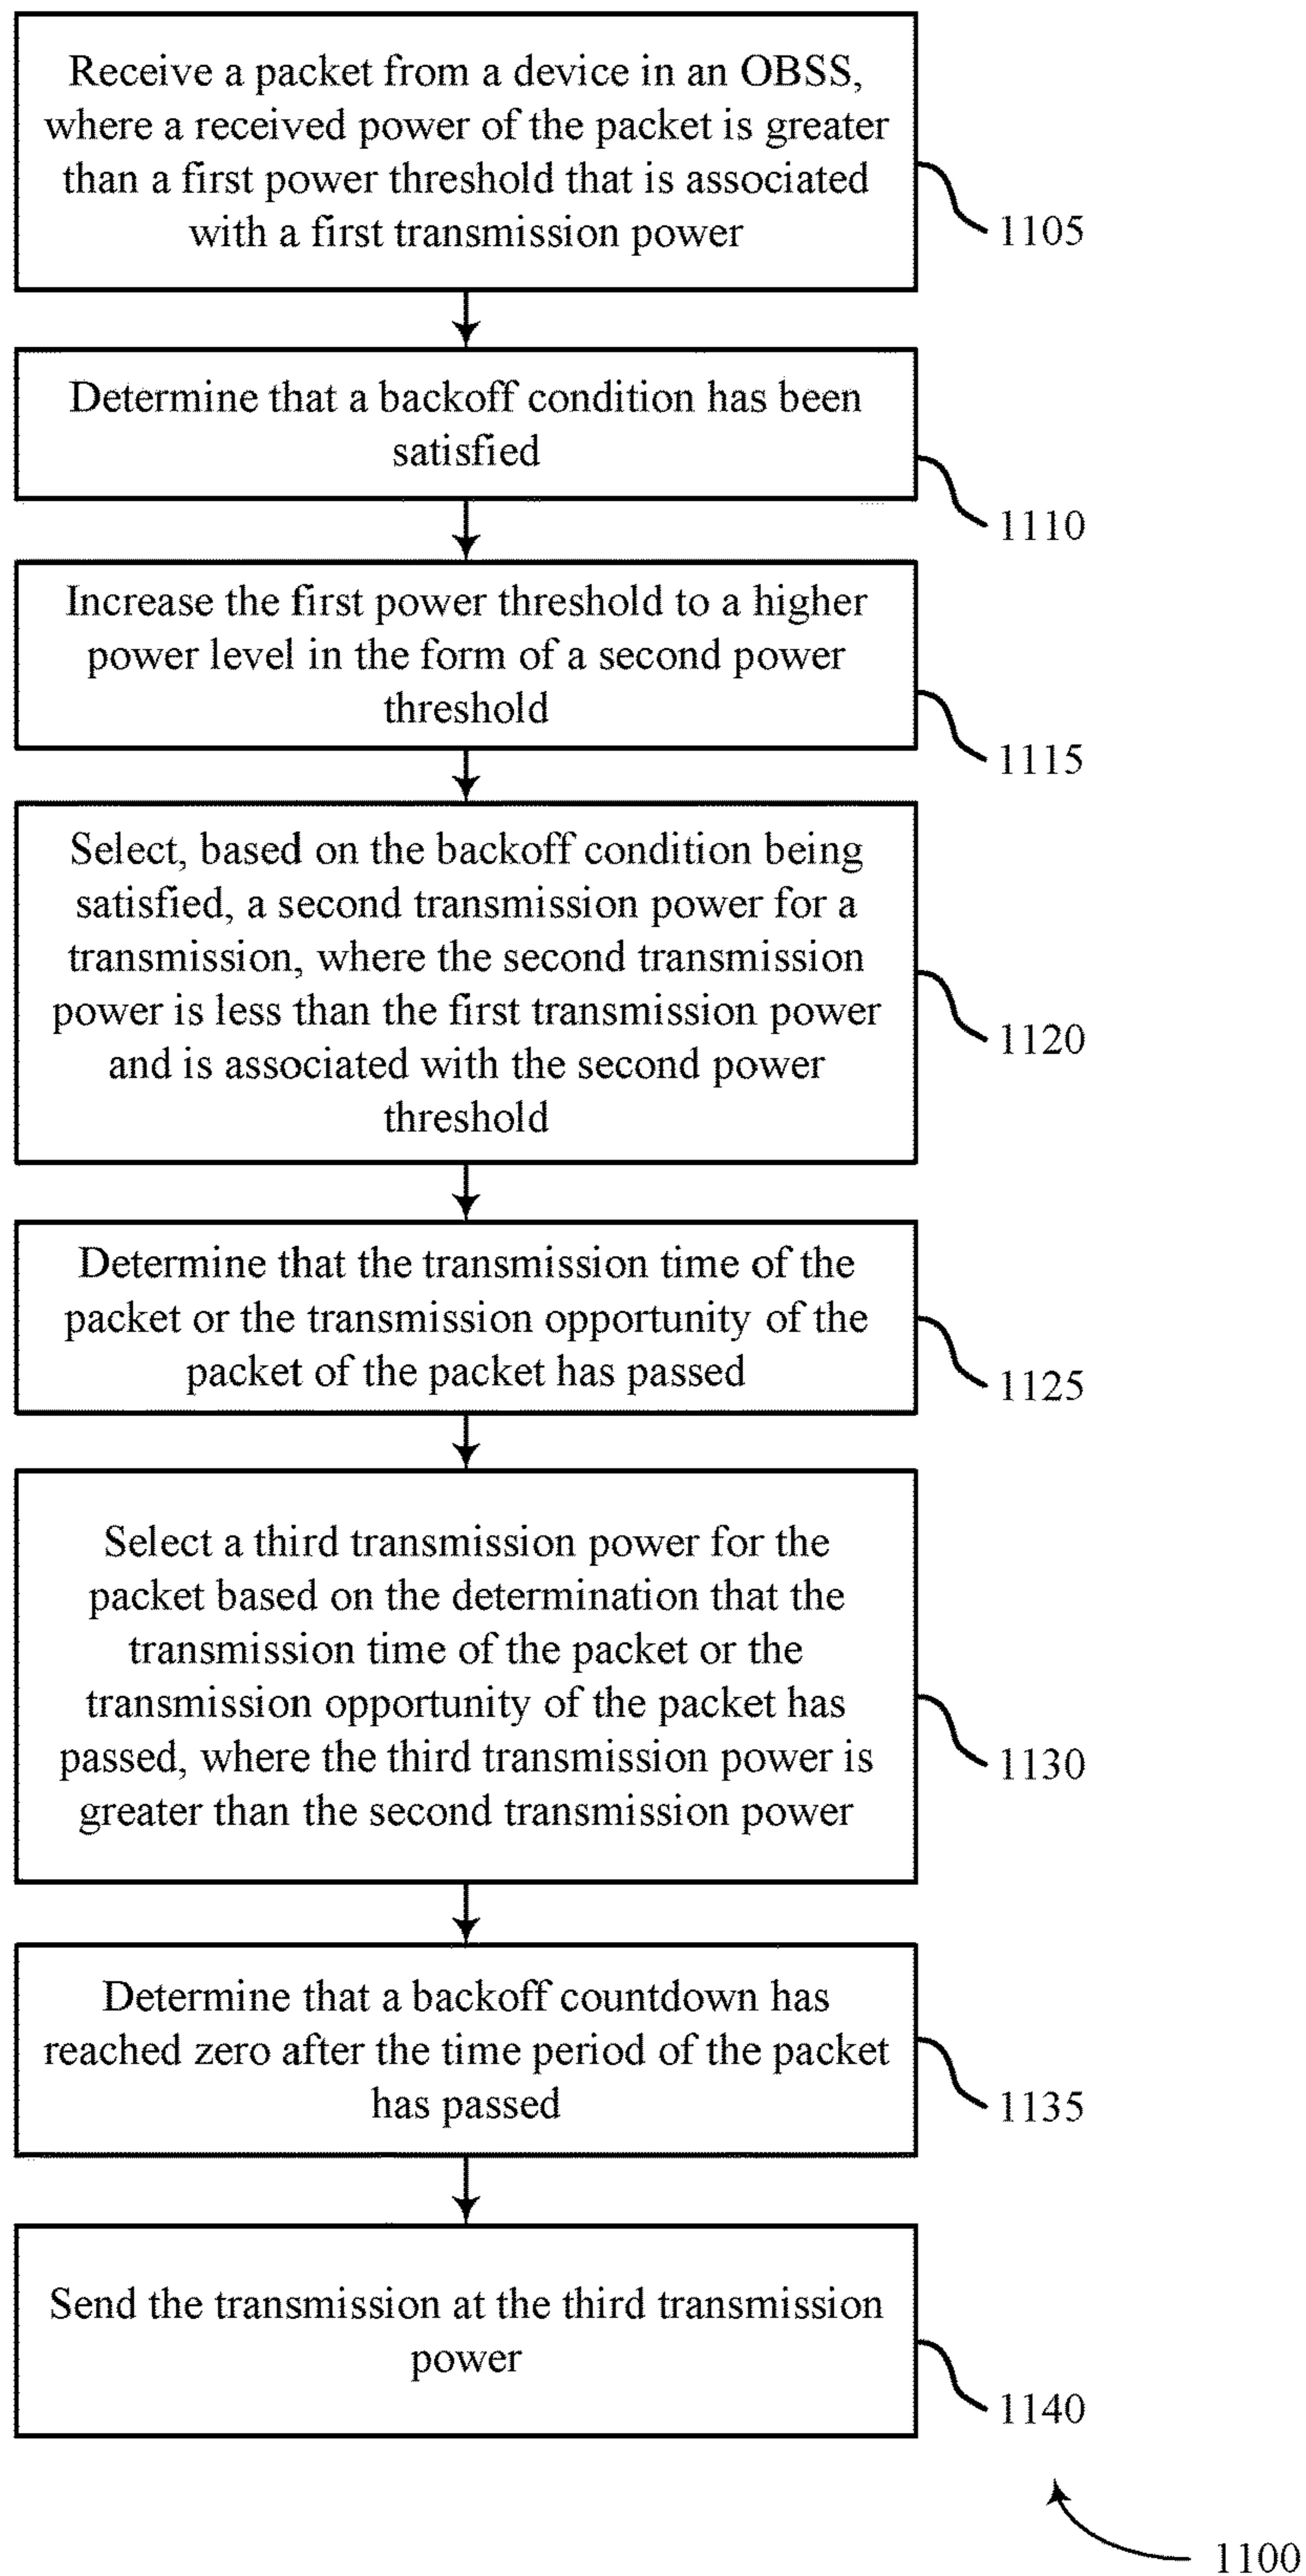 Receive a packet from a device in an OBSS,
where a received power of the packet is greater
than a first power threshold that is associated
with a first transmission power
1105
Determine that a backoff condition has been
satisfied
1110
Increase the first power threshold to a higher
power level in the form of a second power
threshold
1115
Select, based on the backoff condition being
satisfied, a second transmission power for a
transmission, where the second transmission
power is less than the first transmission power
and is associated with the second power
threshold
1120
Determine that the transmission time of the
packet or the transmission opportunity of the
packet of the packet has passed
1125
Select a third transmission power for the
packet based on the determination that the
transmission time of the packet or the
transmission opportunity of the packet has
passed, where the third transmission power is
greater than the second transmission power
1130
Determine that a backoff countdown has
reached zero after the time period of the packet
has passed
1135
Send the transmission at the third transmission
power
1140
1100